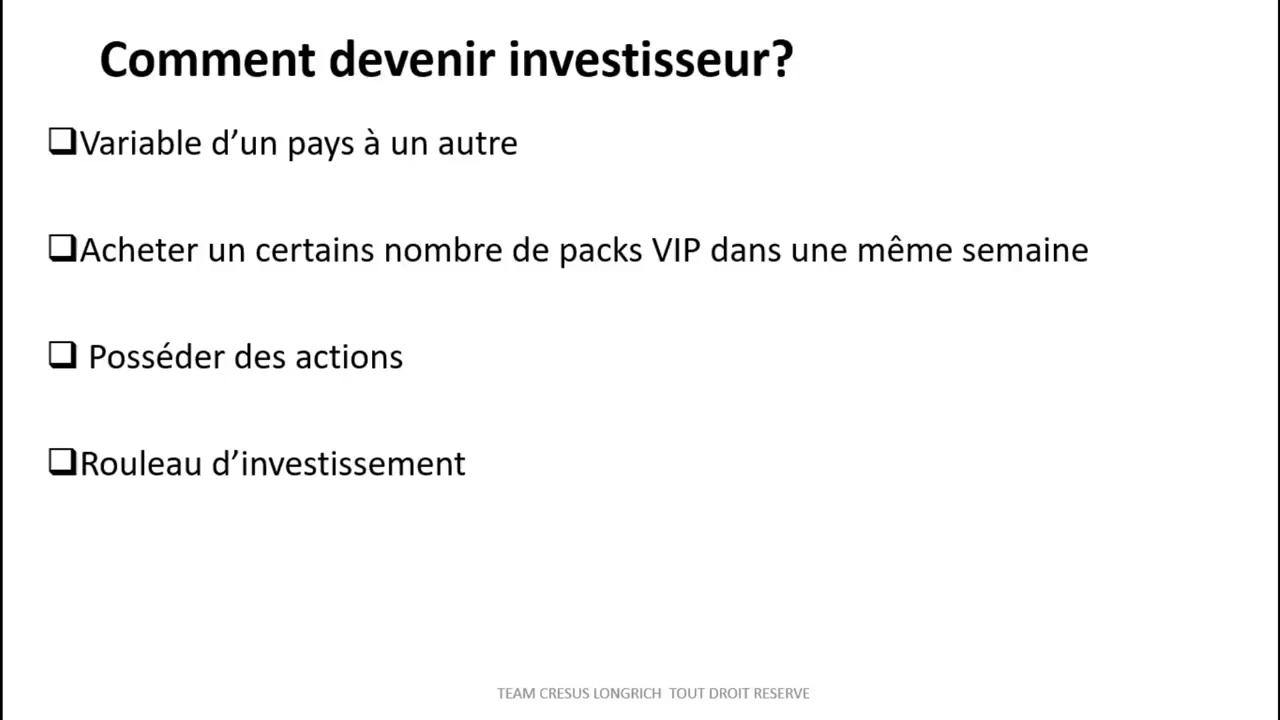 Comment devenir investisseur?
❑Variable d’un pays à un autre
❑Acheter un certains nombre de packs VIP dans une même semaine
❑ Posséder des actions
❑Rouleau d’investissement
TEAM CRESUS LONGRICH TOUT DROIT RESERVE